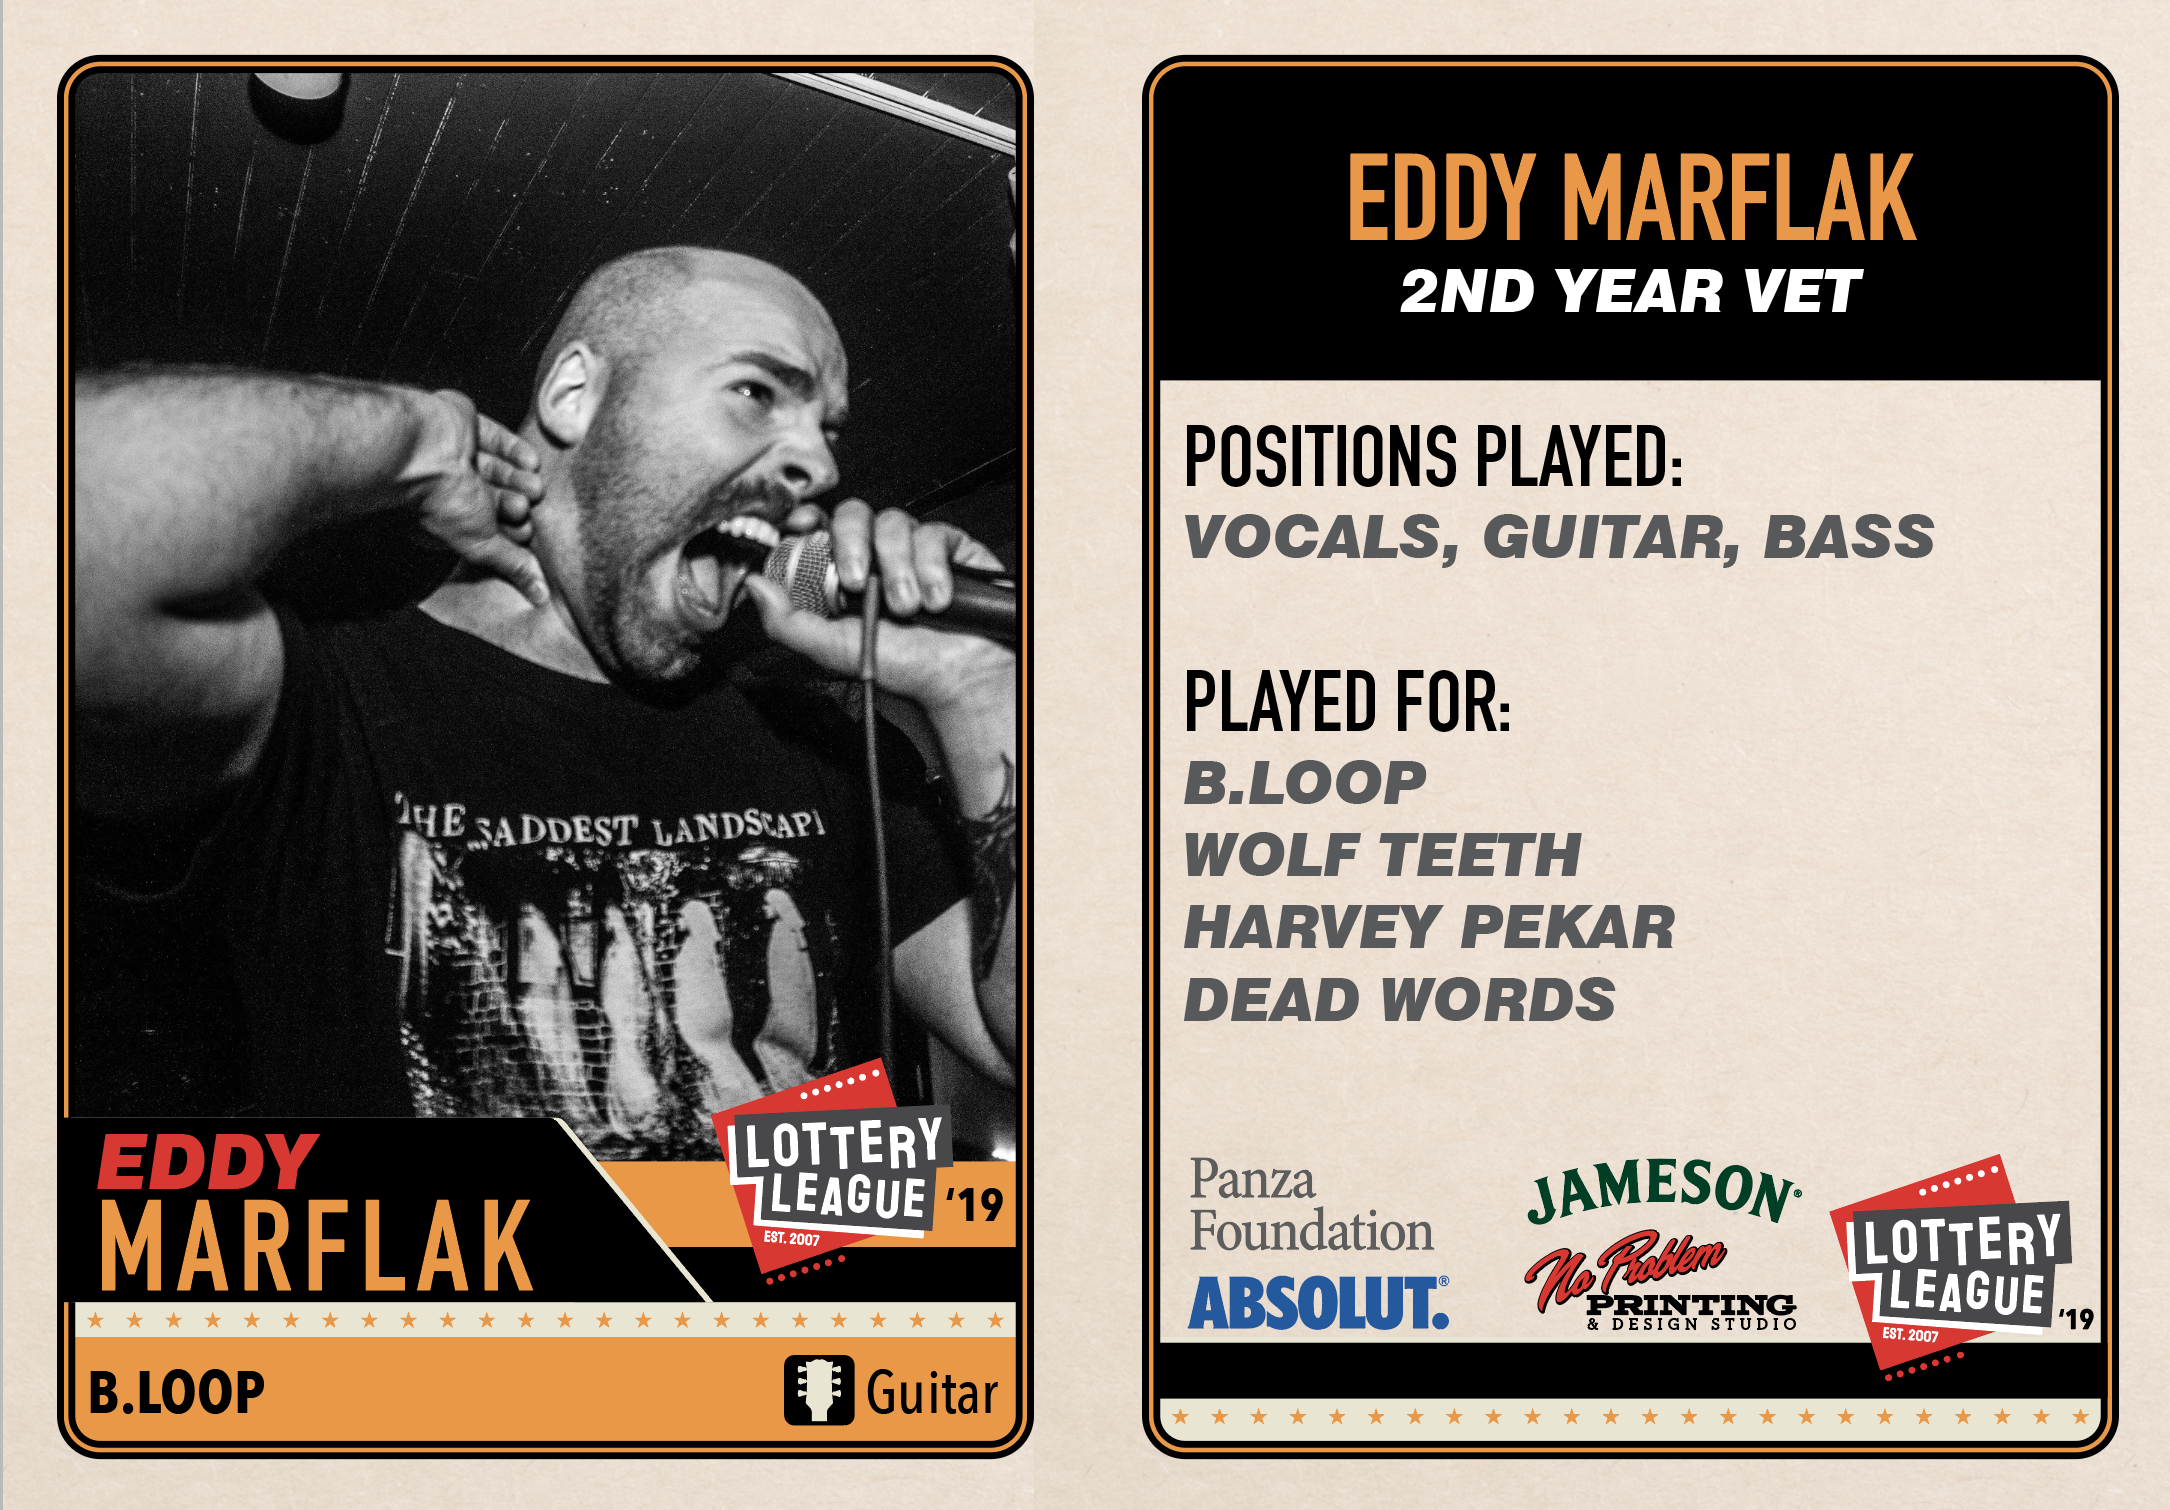 THE SADDEST LANDSCAPE
EDDY
MARFLAK
LOTTERY
LEAGUE
EST. 2007
'19
B.LOOP
Guitar
EDDY MARFLAK
2ND YEAR VET
POSITIONS PLAYED:
VOCALS, GUITAR, BASS
PLAYED FOR:
B.LOOP
WOLF TEETH
HARVEY PEKAR
DEAD WORDS
Panza
Foundation
ABSOLUT.®
JAMESON®
No Problem
PRINTING
& DESIGN STUDIO
LOTTERY
LEAGUE
EST. 2007
'19